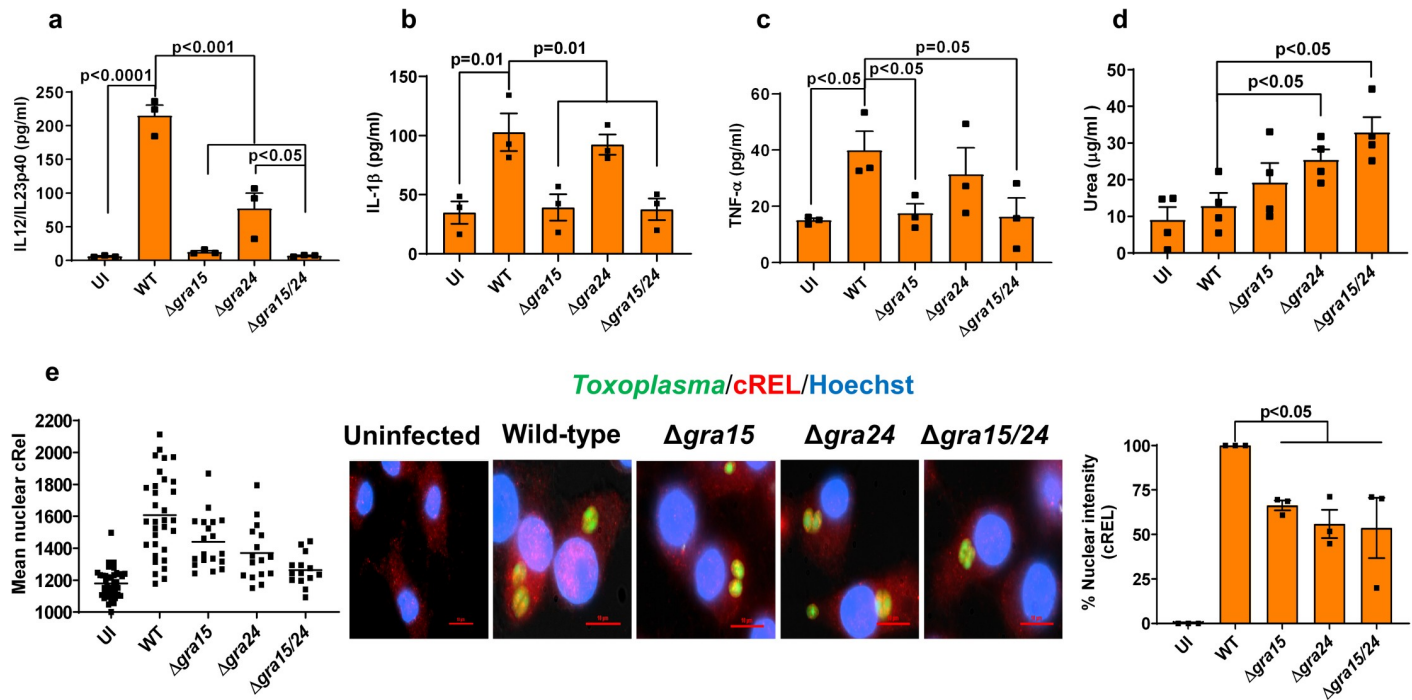 a
p<0.001
p<0.0001
p<0.05
IL12/IL23p40 (pg/ml)
250
200
150
100
50
0
UI
WT
Δgra15
Δgra24
Δgra15/24
b
p=0.01
p=0.01
IL-1β (pg/ml)
150
100
50
0
UI
WT
Δgra15
Δgra24
Δgra15/24
c
p=0.05
p<0.05
p<0.05
TNF-α (pg/ml)
60
40
20
0
UI
WT
Δgra15
Δgra24
Δgra15/24
d
p<0.05
p<0.05
Urea (μg/ml)
50
40
30
20
10
0
UI
WT
Δgra15
Δgra24
Δgra15/24
e
Mean nuclear cRel
2200
2000
1800
1600
1400
1200
1000
UI
WT
Δgra15
Δgra24
Δgra15/24
Toxoplasma/cREL/Hoechst
Uninfected
Wild-type
Δgra15
Δgra24
Δgra15/24
p<0.05
% Nuclear intensity
(cREL)
100
75
50
25
0
UI
WT
Δgra15
Δgra24
Δgra15/24